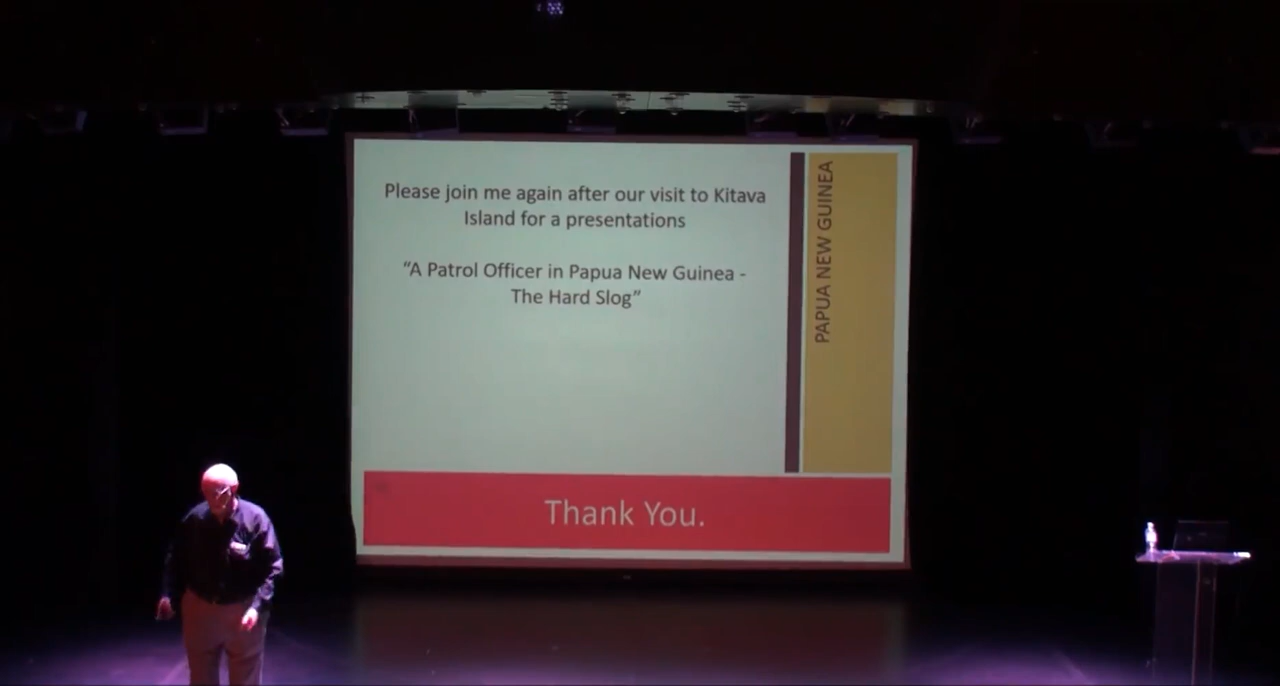 Please join me again after our visit to Kitava
Island for a presentations
“A Patrol Officer in Papua New Guinea -
The Hard Slog”
PAPUA NEW GUINEA
Thank You.